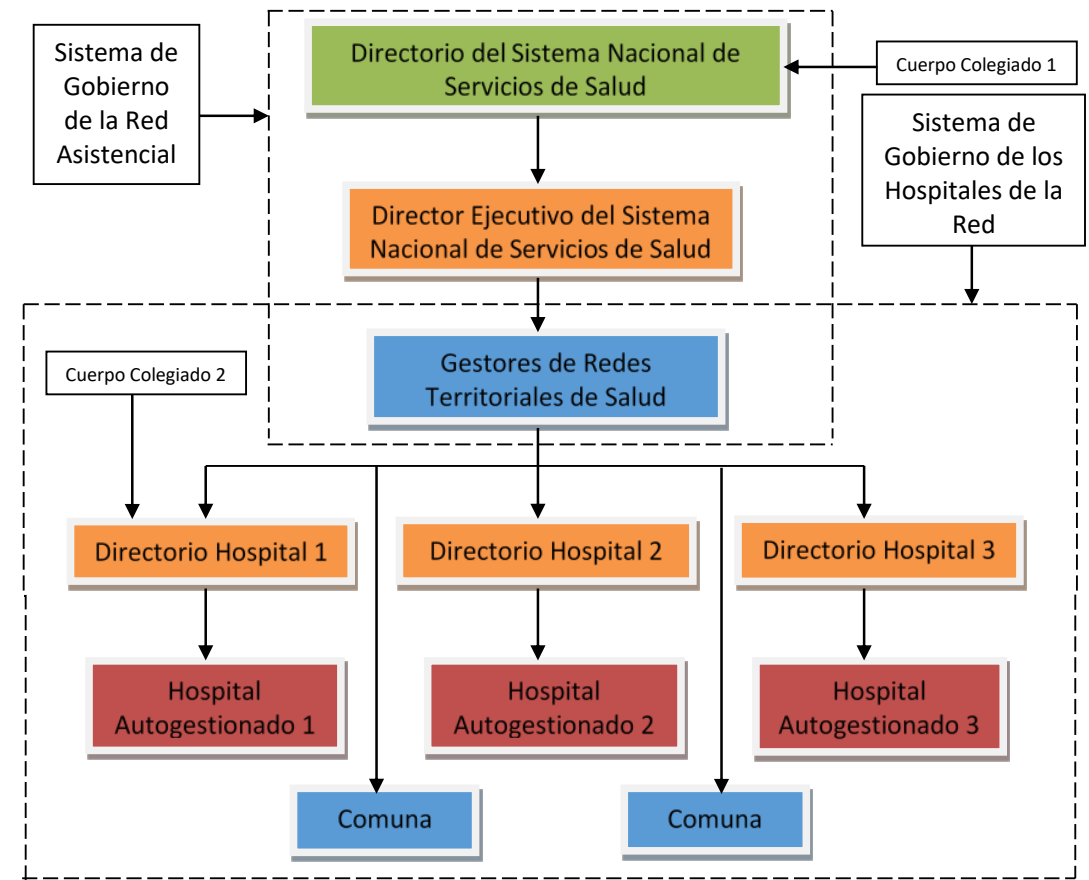 Sistema de
Gobierno
de la Red
Asistencial
Directorio del Sistema Nacional de
Servicios de Salud
Cuerpo Colegiado 1
Sistema de
Gobierno de los
Hospitales de la
Red
Director Ejecutivo del Sistema
Nacional de Servicios de Salud
Gestores de Redes
Territoriales de Salud
Cuerpo Colegiado 2
Directorio Hospital 1
Directorio Hospital 2
Directorio Hospital 3
Hospital
Autogestionado 1
Hospital
Autogestionado 2
Hospital
Autogestionado 3
Comuna
Comuna